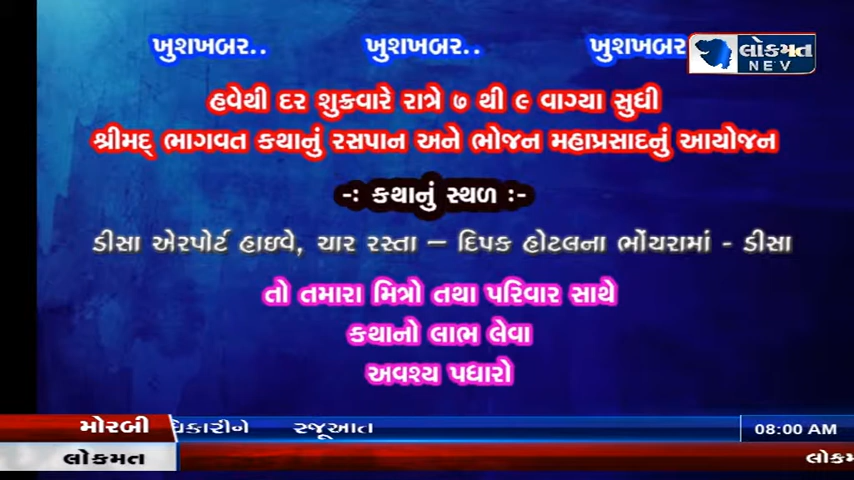 ખુશખબર.. ખુશખબર.. ખુશખબર
લોકમત
NEV
હવેથી દર શુક્રવારે રાત્રે ૭ થી ૯ વાગ્યા સુધી
શ્રીમદ્ ભાગવત કથાનું રસપાન અને ભોજન મહાપ્રસાદનું આયોજન
-: કથાનું સ્થળ :-
ડીસા એરપોર્ટ હાઇવે, ચાર રસ્તા – દિપક હોટલના ભોંયરામાં - ડીસા
તો તમારા મિત્રો તથા પરિવાર સાથે
કથાનો લાભ લેવા
અવશ્ય પધારો
મોરબી ધિકારીને રજૂઆત 08:00 AM
લોકમત લોકમ